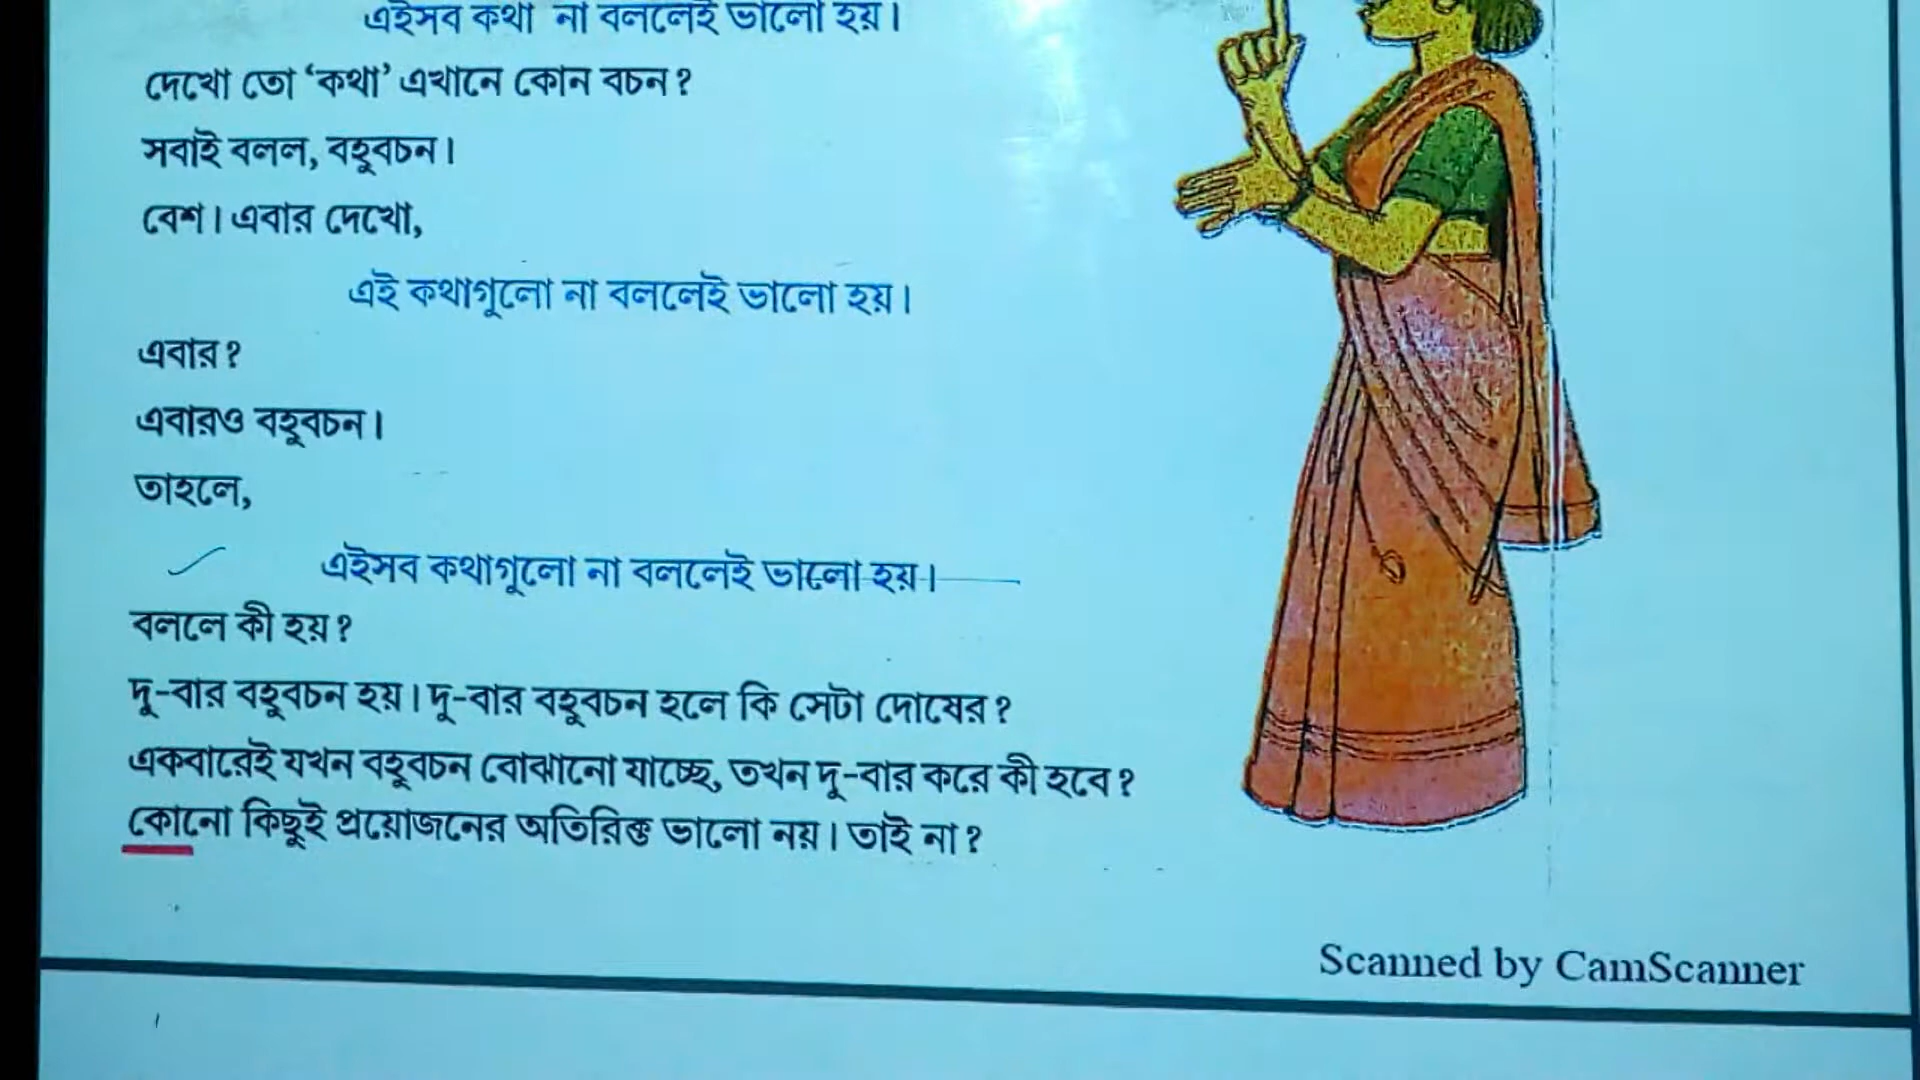 এইসব কথা না বললেই ভালো হয়।
দেখো তো ‘কথা’ এখানে কোন বচন?
সবাই বলল, বহুবচন।
বেশ। এবার দেখো,
এই কথাগুলো না বললেই ভালো হয়।
এবার?
এবারও বহুবচন।
তাহলে,
এইসব কথাগুলো না বললেই ভালো হয়।
বললে কী হয়?
দু-বার বহুবচন হয়। দু-বার বহুবচন হলে কি সেটা দোষের?
একবারেই যখন বহুবচন বোঝানো যাচ্ছে, তখন দু-বার করে কী হবে?
কোনো কিছুই প্রয়োজনের অতিরিক্ত ভালো নয়। তাই না?
Scanned by CamScanner